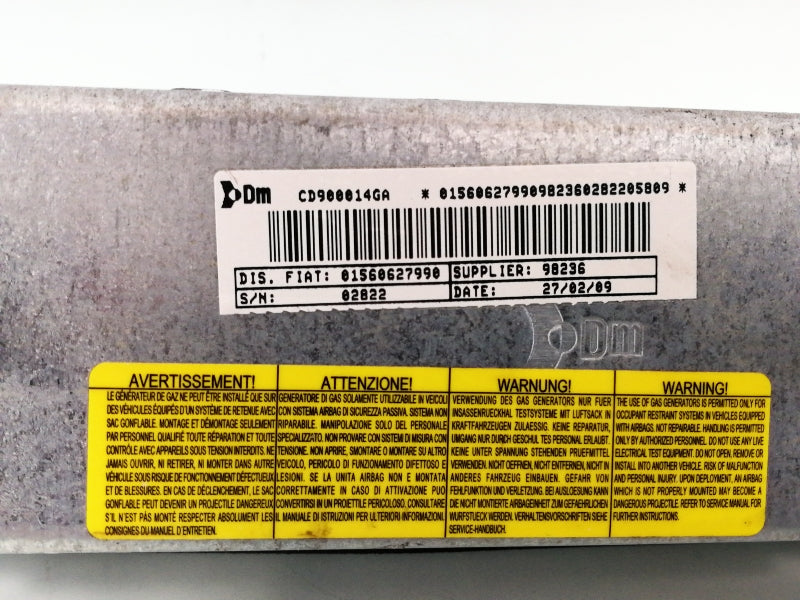 Dm CD900014GA * 015606279909823602822058 09 *
DIS. FIAT: 01560627990 SUPPLIER: 98236
S/N: 02822 DATE: 27/02/09
Dm
AVERTISSEMENT!
LE GÉNÉRATEUR DE GAZ NE PEUT ÊTRE INSTALLÉ QUE SUR
DES VÉHICULES ÉQUIPÉS D'UN SYSTÈME DE RETENUE AVEC
SAC GONFLABLE. MONTAGE ET DÉMONTAGE SEULEMENT
PAR PERSONNEL QUALIFIÉ TOUTE RÉPARATION ET TOUTE
CONTRÔLE AVEC APPAREILS SOUS TENSION INTERDITS. NE
JAMAIS OUVRIR, NI RETIRER, NI MONTER DANS AUTRE
VÉHICULE SOUS RISQUE DE FONCTIONNEMENT DÉFECTUEUX
ET DE BLESSURES. EN CAS DE DÉCLENCHEMENT, LE SAC
GONFLABLE PEUT DEVENIR UN PROJECTILE DANGEREUX
S'IL N'EST PAS MONTÉ RESPECTER ABSOLUMENT LES
CONSIGNES DU MANUEL D'ENTRETIEN.
ATTENZIONE!
GENERATORE DI GAS SOLAMENTE UTILIZZABILE IN VEICOLI
CON SISTEMA AIRBAG DI SICUREZZA PASSIVA. SISTEMA NON
RIPARABILE. MANIPOLAZIONE SOLO DEL PERSONALE
SPECIALIZZATO. NON PROVARE CON SISTEMI DI MISURA CON
TENSIONE. NON APRIRE, SMONTARE O MONTARE SU ALTRO
VEICOLO, PERICOLO DI FUNZIONAMENTO DIFETTOSO E
LESIONI. SE LA UNITA AIRBAG NON E MONTATA
CORRETTAMENTE IN CASO DI ATTIVAZIONE PUO
CONVERTIRSI IN UN PROIETTILE PERICOLOSO, CONSULTARE
IL MANUALE DI ISTRUZIONI PER ULTERIORI INFORMAZIONI.
WARNUNG!
VERWENDUNG DES GAS GENERATORS NUR FUER
INSASSENRUECKHAL TESTSYSTEME MIT LUFTSACK IN
KRAFTFAHRZEUGEN ZULAESSIG. KEINE REPARATUR,
UMGANG NUR DURCH GESCHUL TES PERSONAL ERLAUBT.
KEINE UNTER SPANNUNG STEHENDEN PRUEFMITTEL
VERWENDEN. NICHT OEFFNEN, NICHT ENTFERNEN, NICHT IN
ANDERES FAHRZEUG EINBAUEN. GEFAHR VON
FEHLFUNKTION UND VERLETZUNG. BEI AUSLOESUNG KANN
DIE NICHT MONTIERTE AIRBAGEINHEIT ZUM GEFAEHRLICHEN
WURFSTUECK WERDEN. VERHALTENSVORSCHRIFTEN SIEHE
SERVICE-HANDBUCH.
WARNING!
THE USE OF GAS GENERATORS IS PERMITTED ONLY FOR
OCCUPANT RESTRAINT SYSTEMS IN VEHICLES EQUIPPED
WITH AIRBAGS. NOT REPAIRABLE. HANDLING IS PERMITTED
ONLY BY AUTHORIZED PERSONNEL. DO NOT USE ANY LIVE
ELECTRICAL TEST EQUIPMENT. DO NOT OPEN, REMOVE OR
INSTALL INTO ANOTHER VEHICLE. RISK OF MALFUNCTION
AND PERSONAL INJURY. UPON DEPLOYMENT, AN AIRBAG
WHICH IS NOT PROPERLY MOUNTED MAY BECOME A
DANGEROUS PROJECTILE. REFER TO SERVICE MANUAL FOR
FURTHER INSTRUCTIONS.